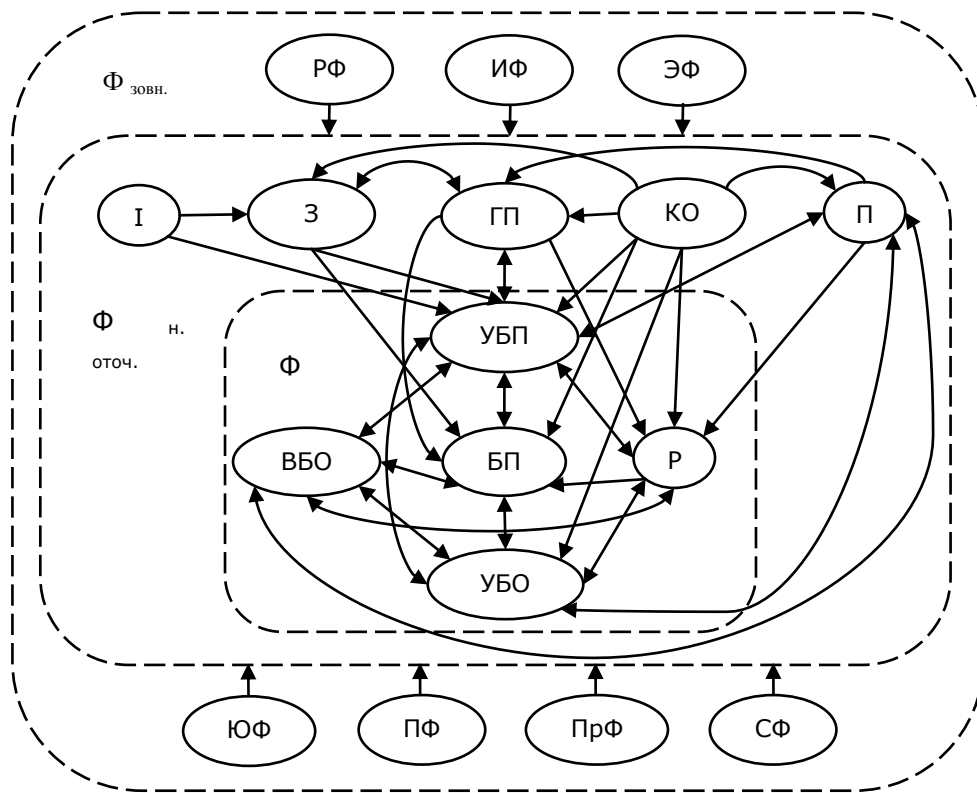 РФ ИФ ЭФ
Ф зовн.
І З ГП КО П
Ф н.
оточ.
УБП
Ф
ВБО БП Р
УБО
ЮФ ПФ ПрФ СФ